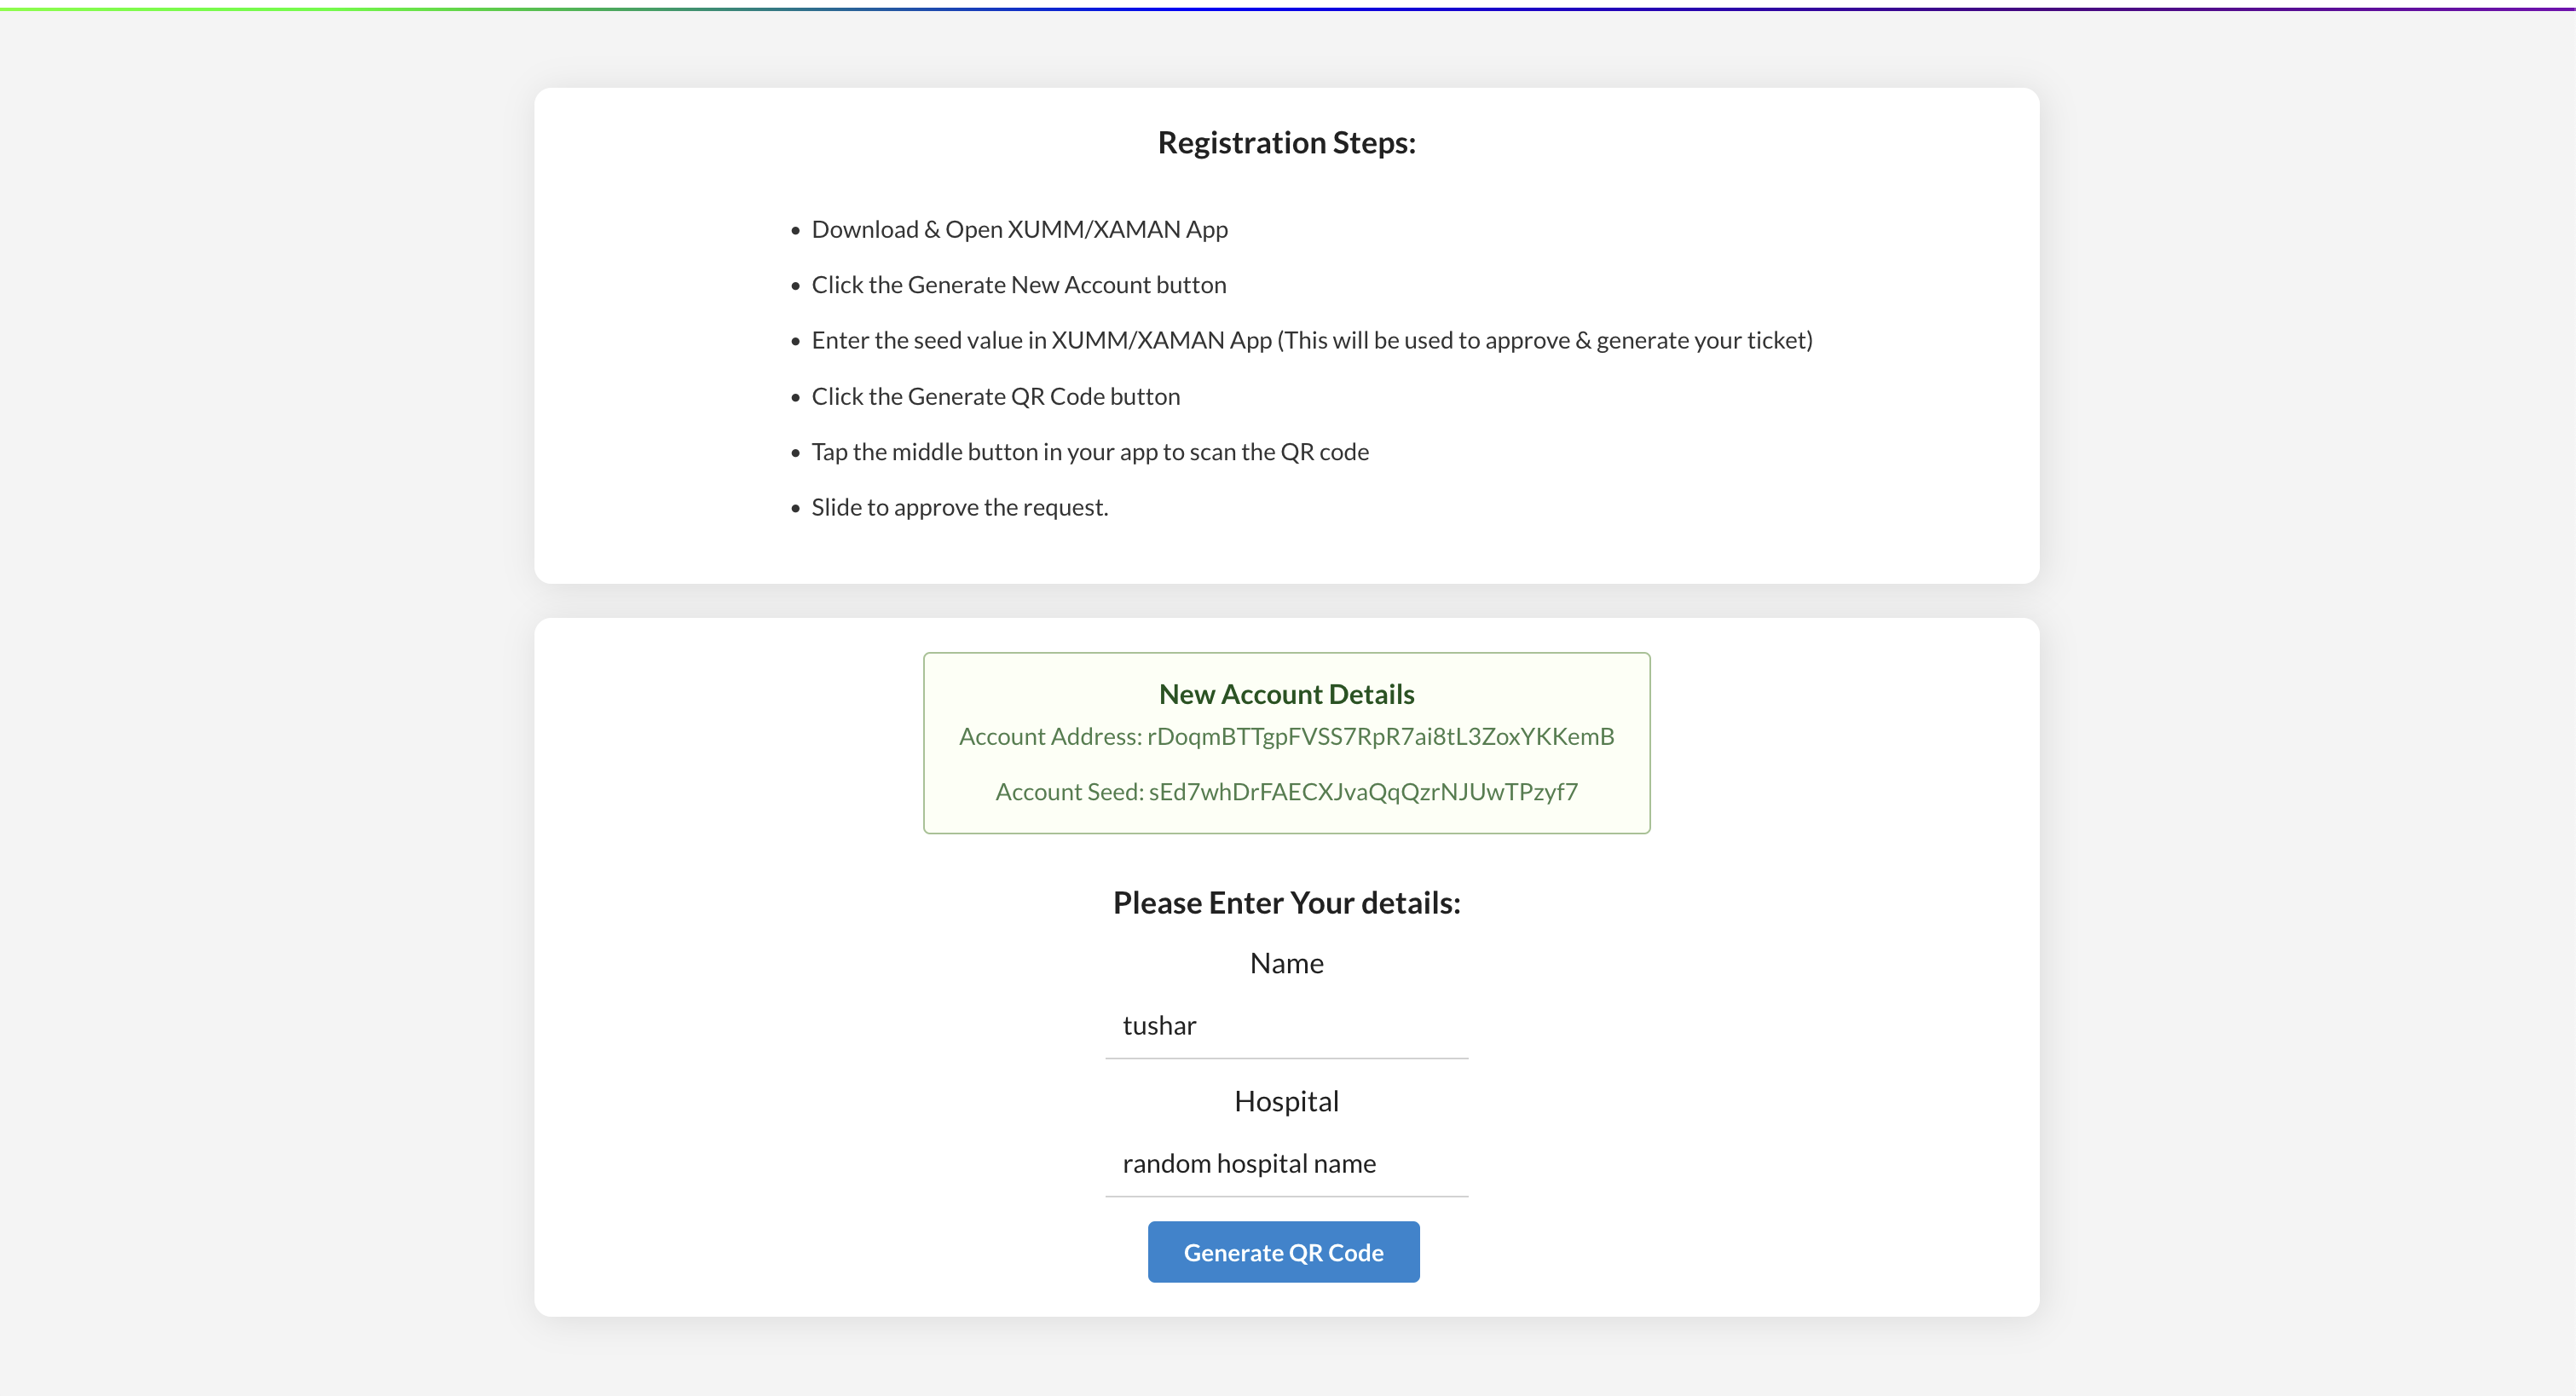 Registration Steps:
• Download & Open XUMM/XAMAN App
• Click the Generate New Account button
• Enter the seed value in XUMM/XAMAN App (This will be used to approve & generate your ticket)
• Click the Generate QR Code button
• Tap the middle button in your app to scan the QR code
• Slide to approve the request.
New Account Details
Account Address: rDoqmBTTgpFVSS7RpR7ai8tL3ZoxYKKemB
Account Seed: sEd7whDrFAECXJvaQqQzrNJUwTPzyf7
Please Enter Your details:
Name
tushar
Hospital
random hospital name
Generate QR Code